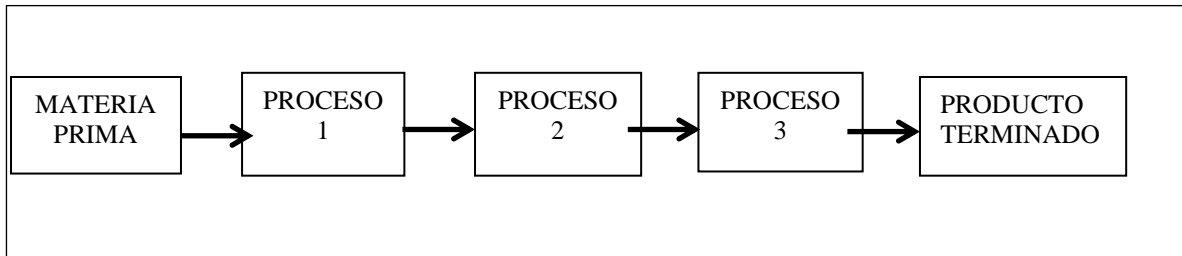 MATERIA
PRIMA
PROCESO
1
PROCESO
2
PROCESO
3
PRODUCTO
TERMINADO